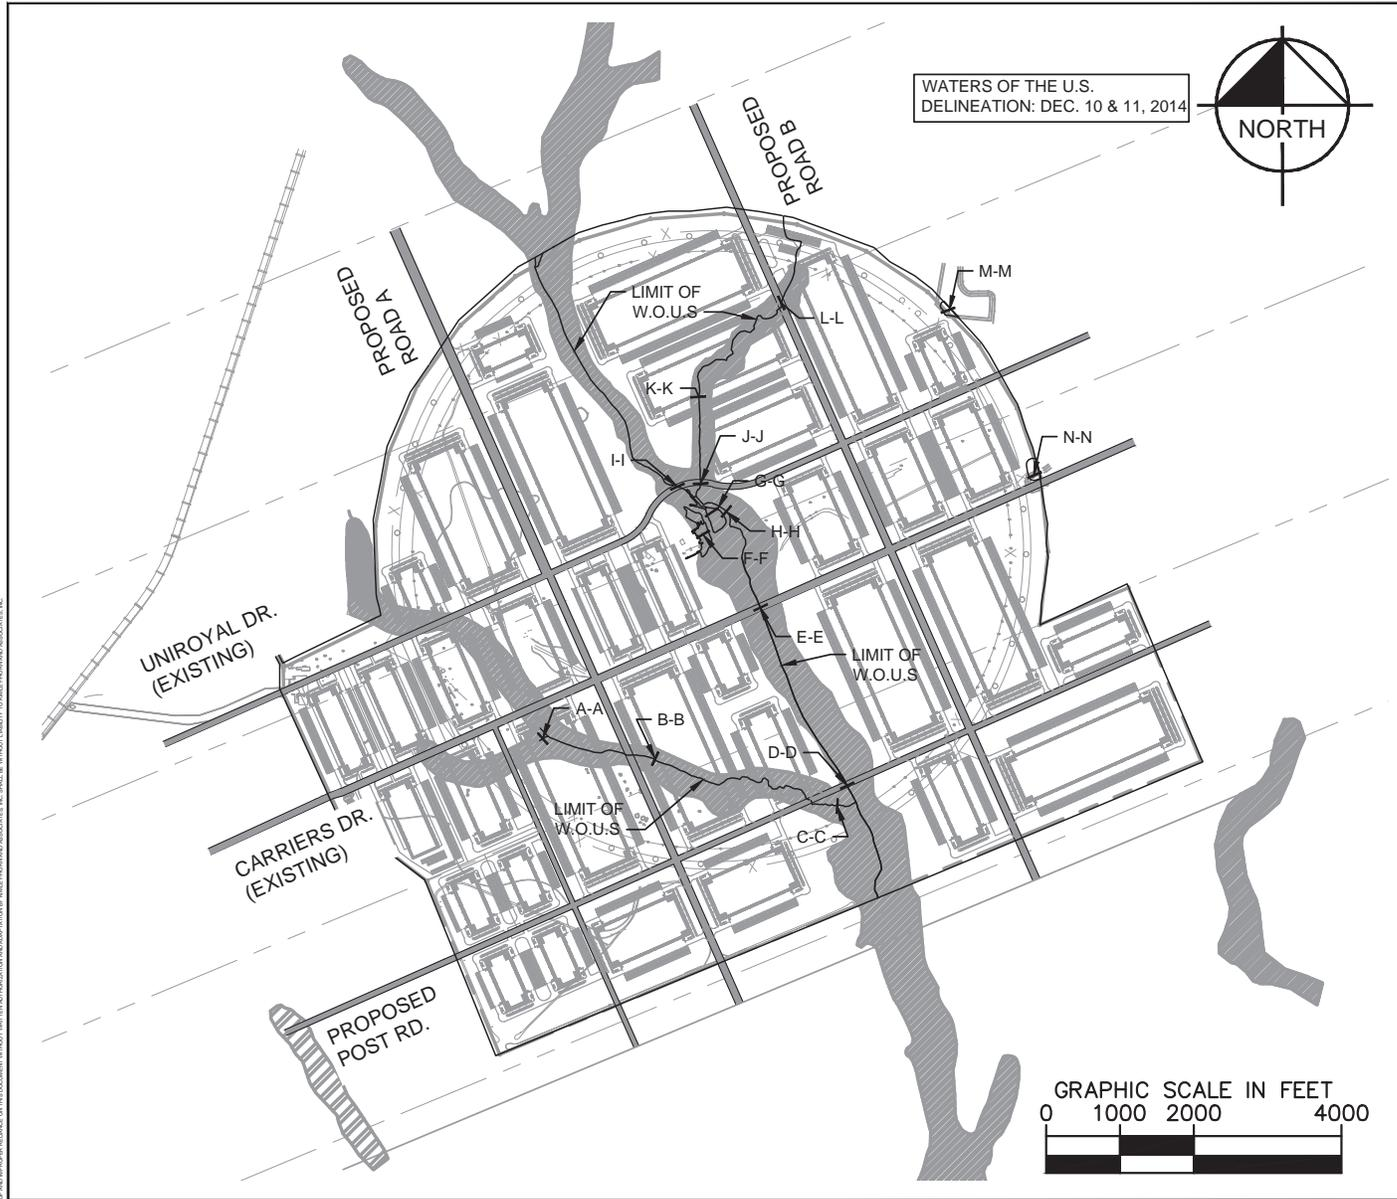 WATERS OF THE U.S.
DELINEATION: DEC. 10 & 11, 2014
NORTH
PROPOSED
ROAD B
PROPOSED
ROAD A
M-M
LIMIT OF
W.O.U.S
L-L
K-K
J-J
N-N
I-I
G-G
H-H
F-F
UNIROYAL DR.
(EXISTING)
E-E
LIMIT OF
W.O.U.S
A-A
B-B
D-D
LIMIT OF
W.O.U.S
C-C
CARRIERS DR.
(EXISTING)
PROPOSED
POST RD.
GRAPHIC SCALE IN FEET
0 1000 2000 4000